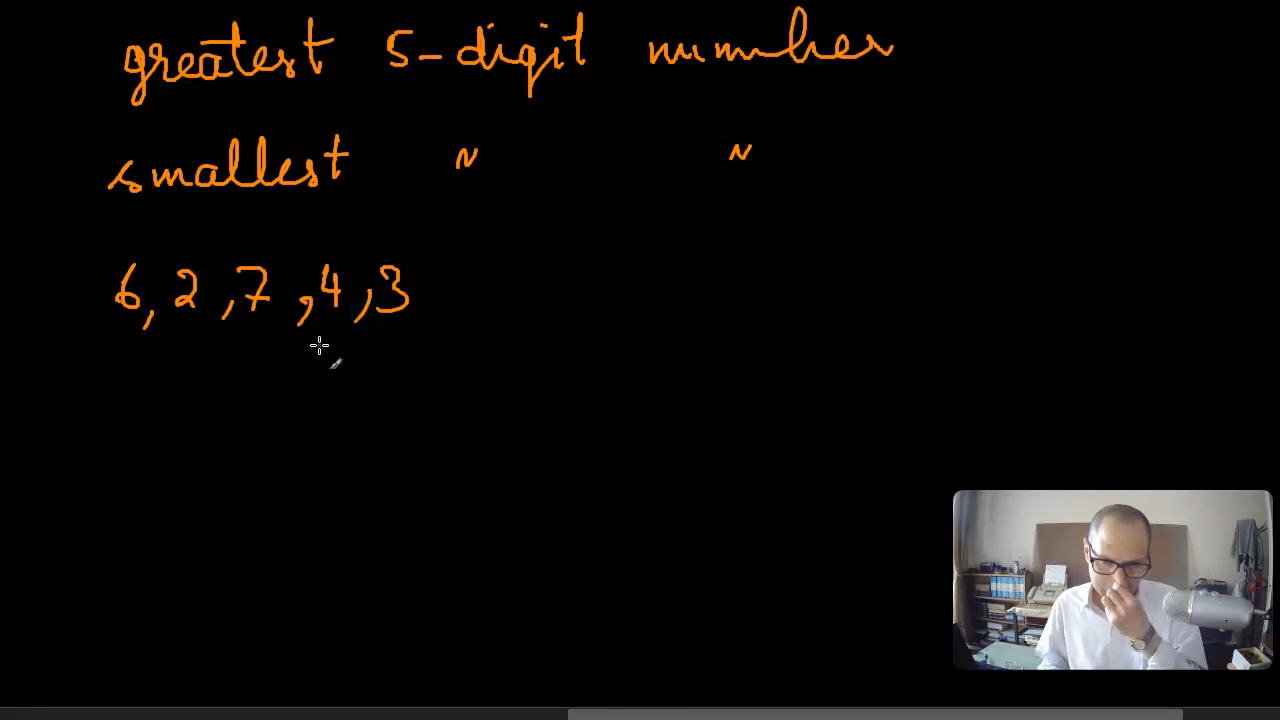 greatest 5-digit number
smallest " "
6, 2, 7, 4, 3